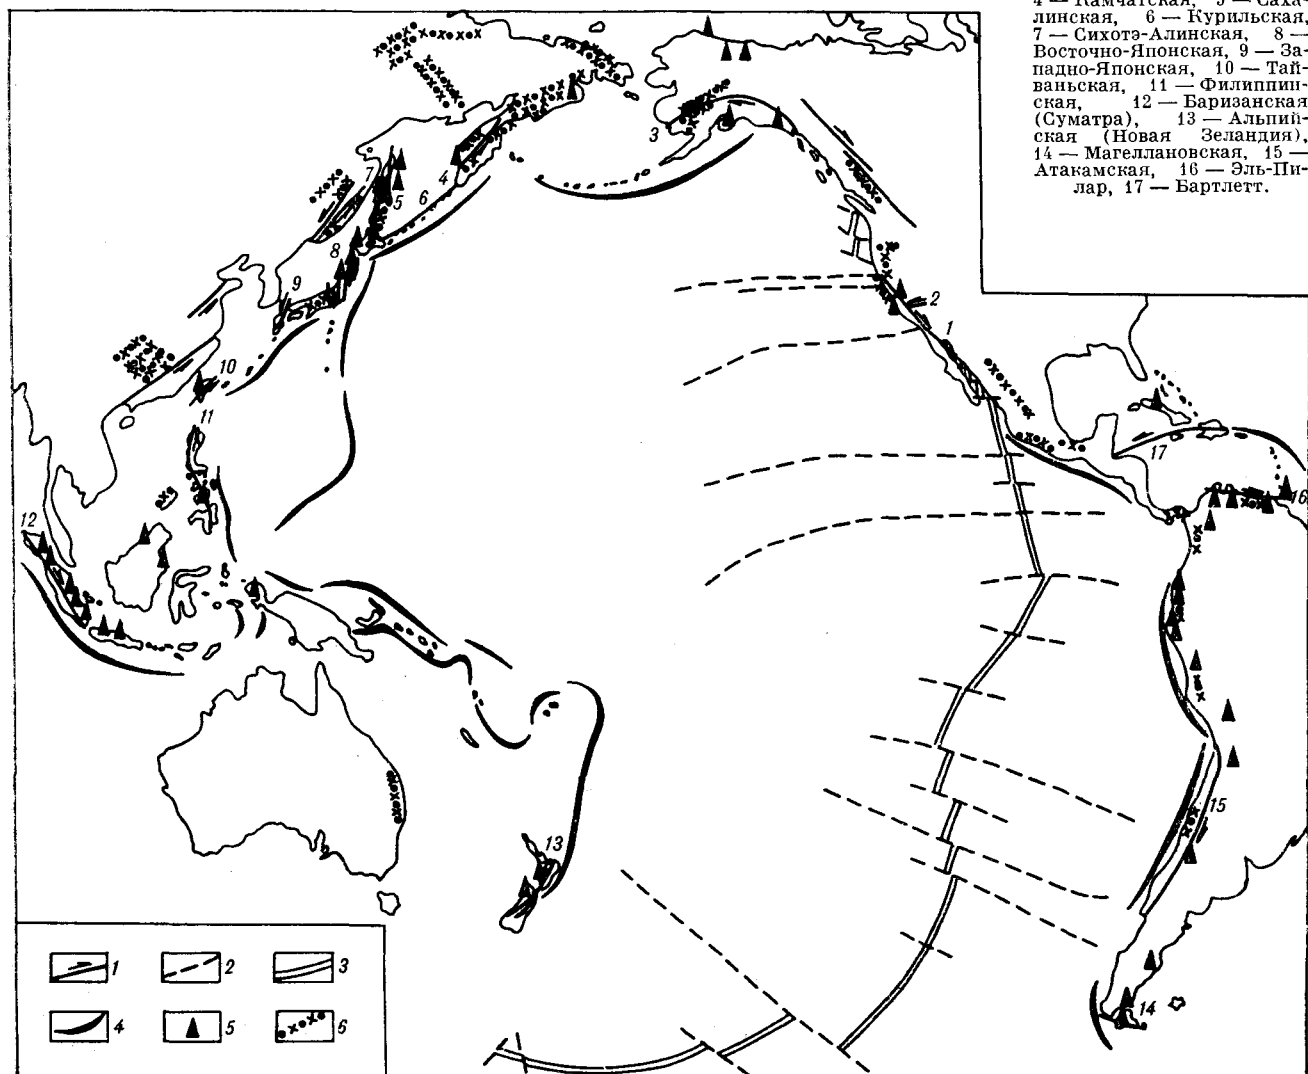 4 — Камчатская, 5 — Саха-
линская, 6 — Курильская,
7 — Сихотэ-Алинская, 8 —
Восточно-Японская, 9 — За-
падно-Японская, 10 — Тай-
ваньская, 11 — Филиппин-
ская, 12 — Баризанская
(Суматра), 13 — Альпий-
ская (Новая Зеландия),
14 — Магеллановская, 15 —
Атакамская, 16 — Эль-Пи-
лар, 17 — Бартлетт.
3
7
4
5
6
8
9
2
1
10
11
17
16
12
15
13
14
1
2
3
4
5
6